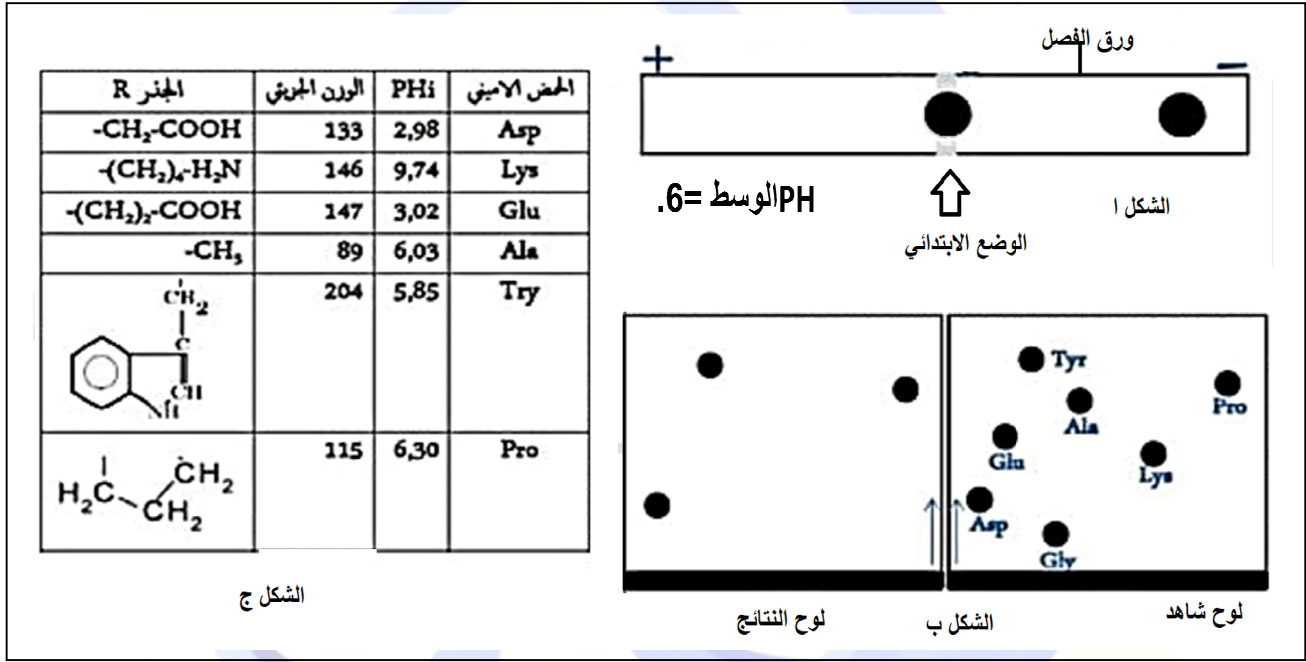 ورق الفصل
+
−
PHالوسط =6.
الوضع الابتدائي
الشكل ا
الحمض الاميني PHi الوزن الجزيئي الجذر R
Asp 2,98 133 -CH₂-COOH
Lys 9,74 146 -(CH₂)₄-H₂N
Glu 3,02 147 -(CH₂)₂-COOH
Ala 6,03 89 -CH₃
Try 5,85 204
CH₂
C
CH
NH
Pro 6,30 115
H₂C CH₂
CH₂
الشكل ج
Tyr
Pro
Ala
Glu
Lys
Asp
Gly
لوح شاهد
الشكل ب
لوح النتائج